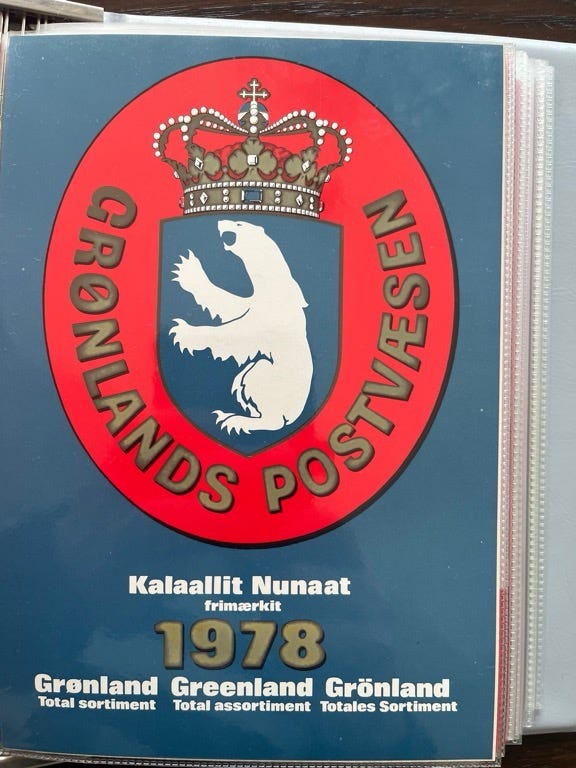 GRØNLANDS POSTVÆSEN
Kalaallit Nunaat
frimærkit
1978
Grønland Greenland Grönland
Total sortiment Total assortiment Totales Sortiment